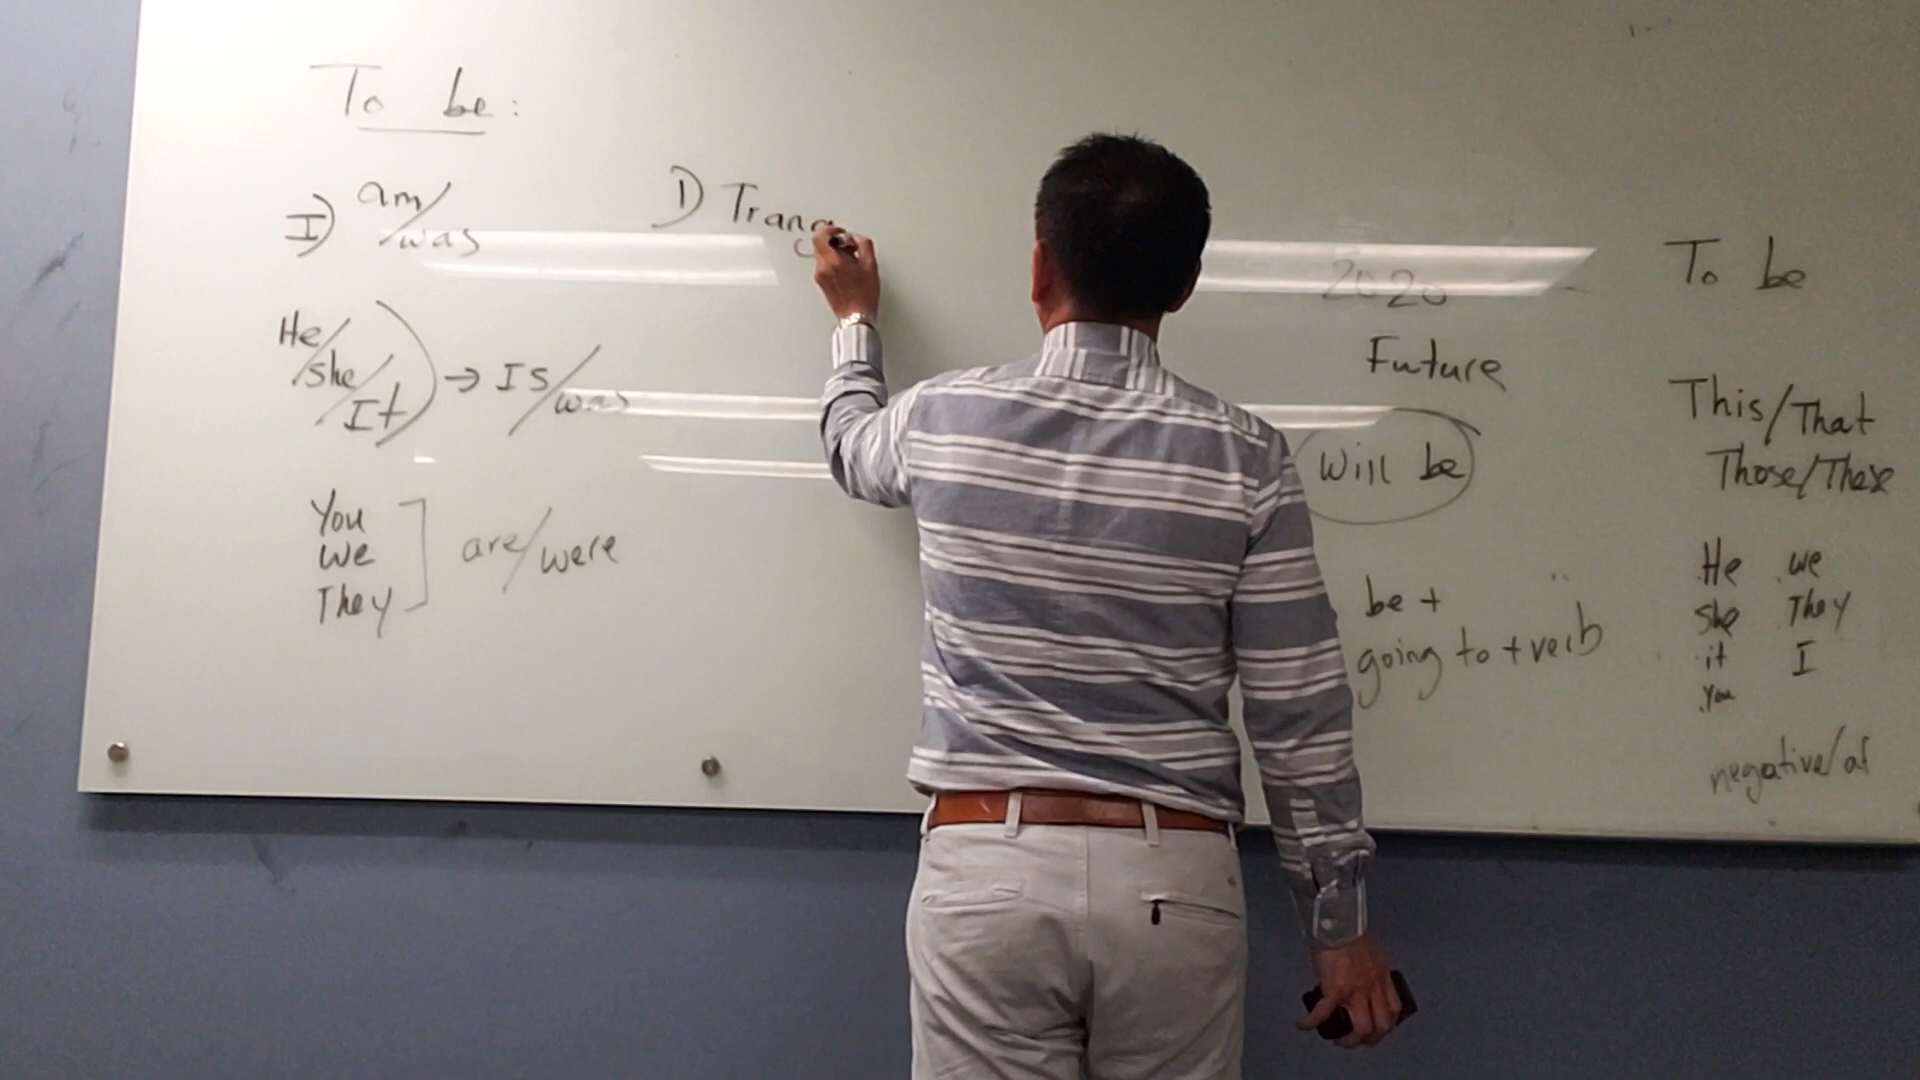 To be:
I) am/was
He/she/It → Is/was
You
We
They
are/were
1) Trang
2020
Future
Will be
be +
going to + verb
To be
This/That
Those/These
He we
she They
it I
You
negative/af